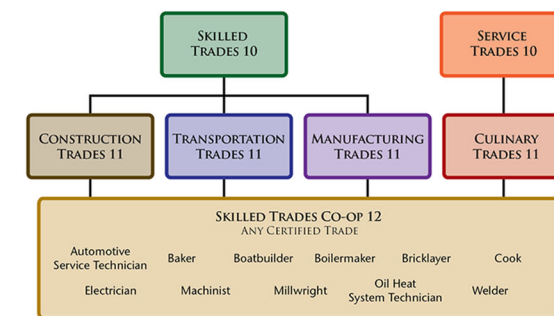 SKILLED
TRADES 10
SERVICE
TRADES 10
CONSTRUCTION
TRADES 11
TRANSPORTATION
TRADES 11
MANUFACTURING
TRADES 11
CULINARY
TRADES 11
SKILLED TRADES CO-OP 12
ANY CERTIFIED TRADE
Automotive
Service Technician
Baker
Boatbuilder
Boilermaker
Bricklayer
Cook
Electrician
Machinist
Millwright
Oil Heat
System Technician
Welder